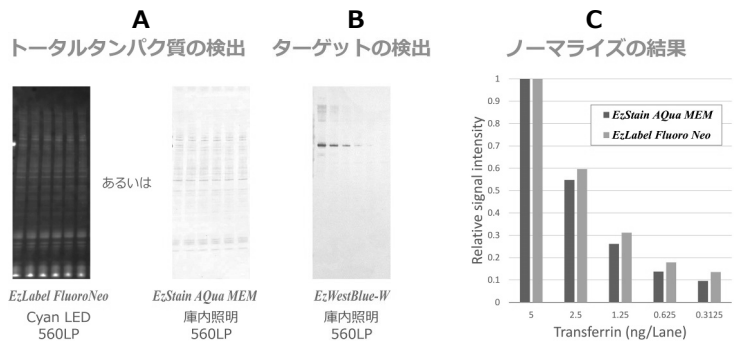 A
トータルタンパク質の検出
あるいは
EzLabel FluoroNeo
Cyan LED
560LP
EzStain AQua MEM
庫内照明
560LP
B
ターゲットの検出
EzWestBlue-W
庫内照明
560LP
C
ノーマライズの結果
Relative signal intensity
1
0.9
0.8
0.7
0.6
0.5
0.4
0.3
0.2
0.1
0
EzStain AQua MEM
EzLabel Fluoro Neo
5
2.5
1.25
0.625
0.3125
Transferrin (ng/Lane)